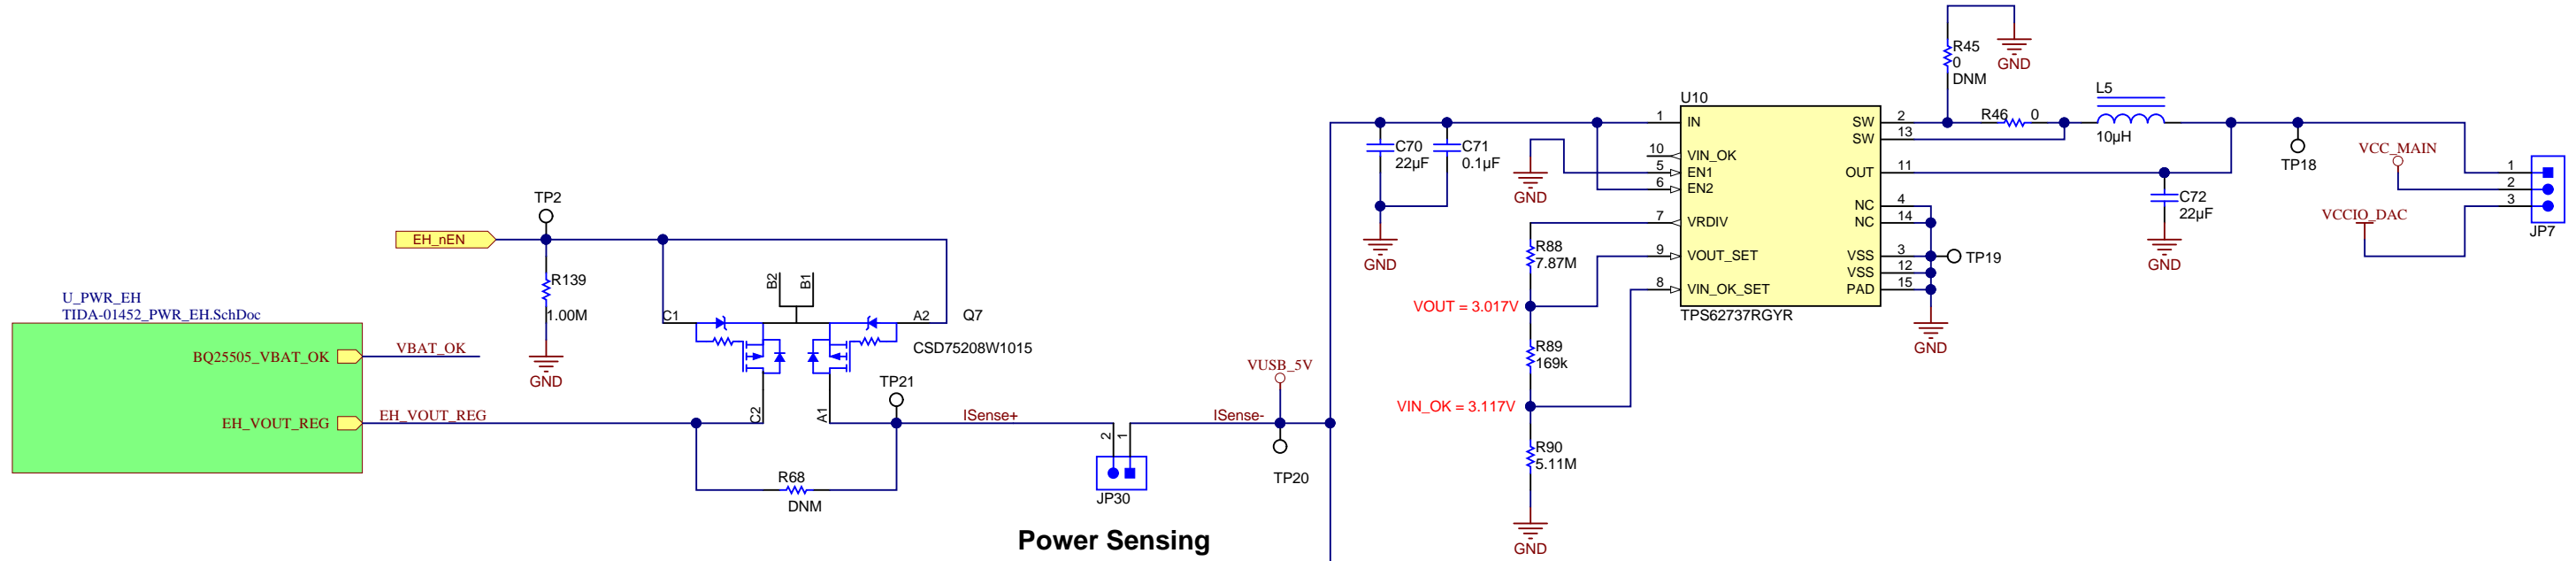 U_PWR_EH
TIDA-01452_PWR_EH.SchDoc
BQ25505_VBAT_OK
VBAT_OK
EH_VOUT_REG
EH_VOUT_REG
EH_nEN
TP2
R139
1.00M
GND
C1
B2
B1
A2
Q7
CSD75208W1015
C2
A1
TP21
R68
DNM
ISense+
2
1
JP30
ISense-
VUSB_5V
TP20
Power Sensing
C70
22µF
C71
0.1µF
GND
GND
R88
7.87M
VOUT = 3.017V
R89
169k
VIN_OK = 3.117V
R90
5.11M
GND
U10
1
IN
10
VIN_OK
5
EN1
6
EN2
7
VRDIV
9
VOUT_SET
8
VIN_OK_SET
SW
2
SW
13
OUT
11
NC
4
NC
14
VSS
3
VSS
12
PAD
15
TPS62737RGYR
TP19
GND
R45
0
DNM
GND
R46
0
L5
10µH
C72
22µF
GND
TP18
VCC_MAIN
VCCIO_DAC
1
2
3
JP7